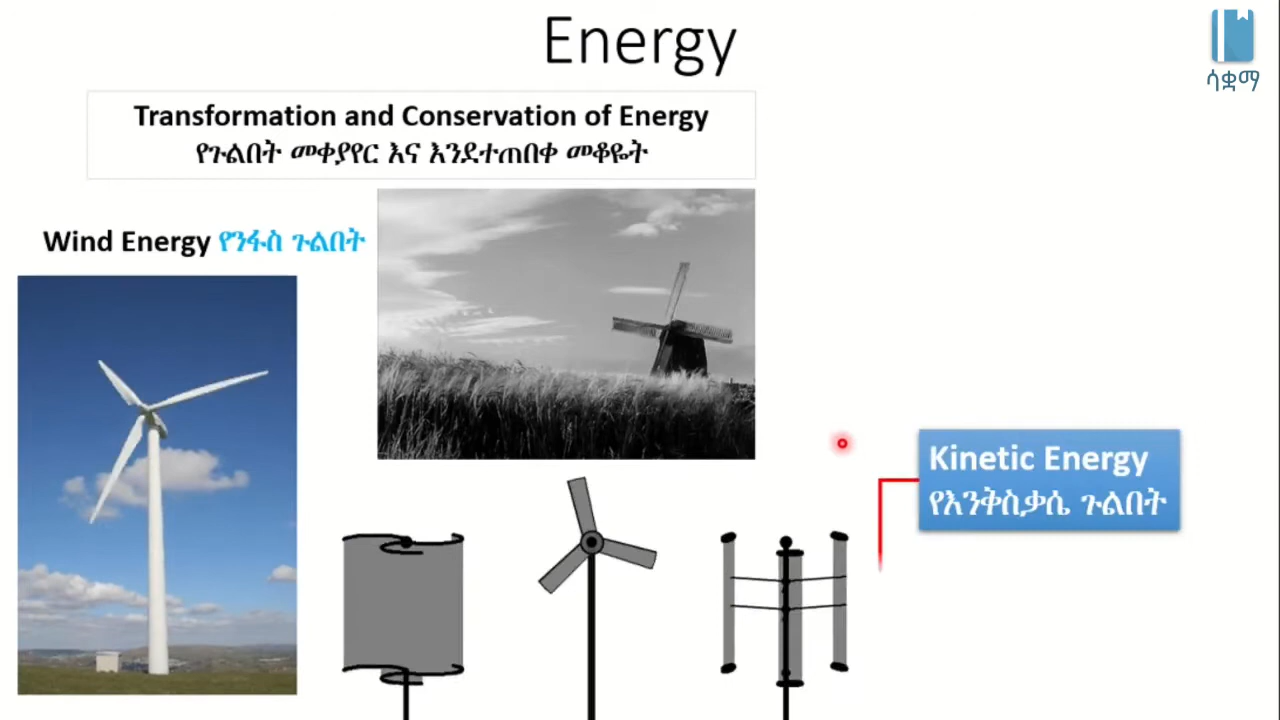 Energy
ሳቋማ
Transformation and Conservation of Energy
የጉልበት መቀያየር እና እንደተጠበቀ መቆዬት
Wind Energy የንፋስ ጉልበት
Kinetic Energy
የእንቅስቃሴ ጉልበት